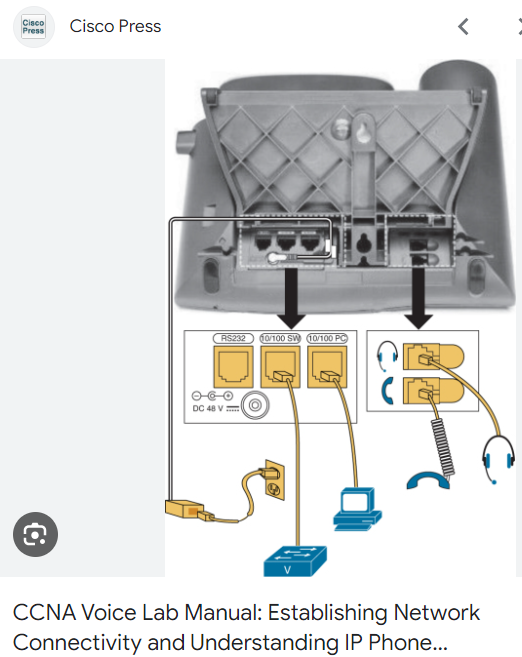 Cisco
Press
Cisco Press
RS232
10/100 SW
10/100 PC
DC 48 V
V
CCNA Voice Lab Manual: Establishing Network
Connectivity and Understanding IP Phone...